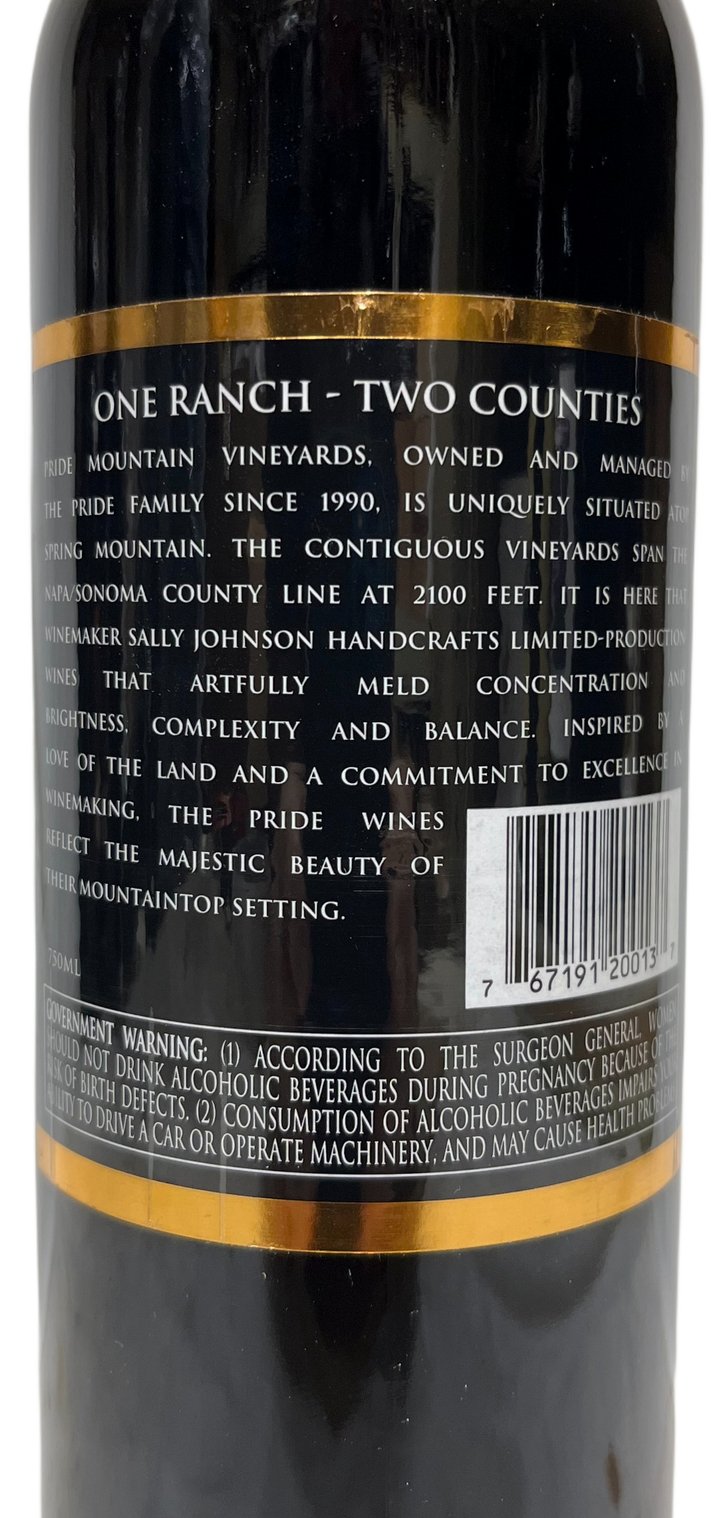 ONE RANCH - TWO COUNTIES
PRIDE MOUNTAIN VINEYARDS, OWNED AND MANAGED BY
THE PRIDE FAMILY SINCE 1990, IS UNIQUELY SITUATED ATOP
SPRING MOUNTAIN. THE CONTIGUOUS VINEYARDS SPAN THE
NAPA/SONOMA COUNTY LINE AT 2100 FEET. IT IS HERE THAT
WINEMAKER SALLY JOHNSON HANDCRAFTS LIMITED-PRODUCTION
WINES THAT ARTFULLY MELD CONCENTRATION AND
BRIGHTNESS, COMPLEXITY AND BALANCE. INSPIRED BY A
LOVE OF THE LAND AND A COMMITMENT TO EXCELLENCE IN
WINEMAKING, THE PRIDE WINES
REFLECT THE MAJESTIC BEAUTY OF
THEIR MOUNTAINTOP SETTING.
750ML
7 67191 20013 7
GOVERNMENT WARNING: (1) ACCORDING TO THE SURGEON GENERAL, WOMEN
SHOULD NOT DRINK ALCOHOLIC BEVERAGES DURING PREGNANCY BECAUSE OF THE
RISK OF BIRTH DEFECTS. (2) CONSUMPTION OF ALCOHOLIC BEVERAGES IMPAIRS YOUR
ABILITY TO DRIVE A CAR OR OPERATE MACHINERY, AND MAY CAUSE HEALTH PROBLEMS.